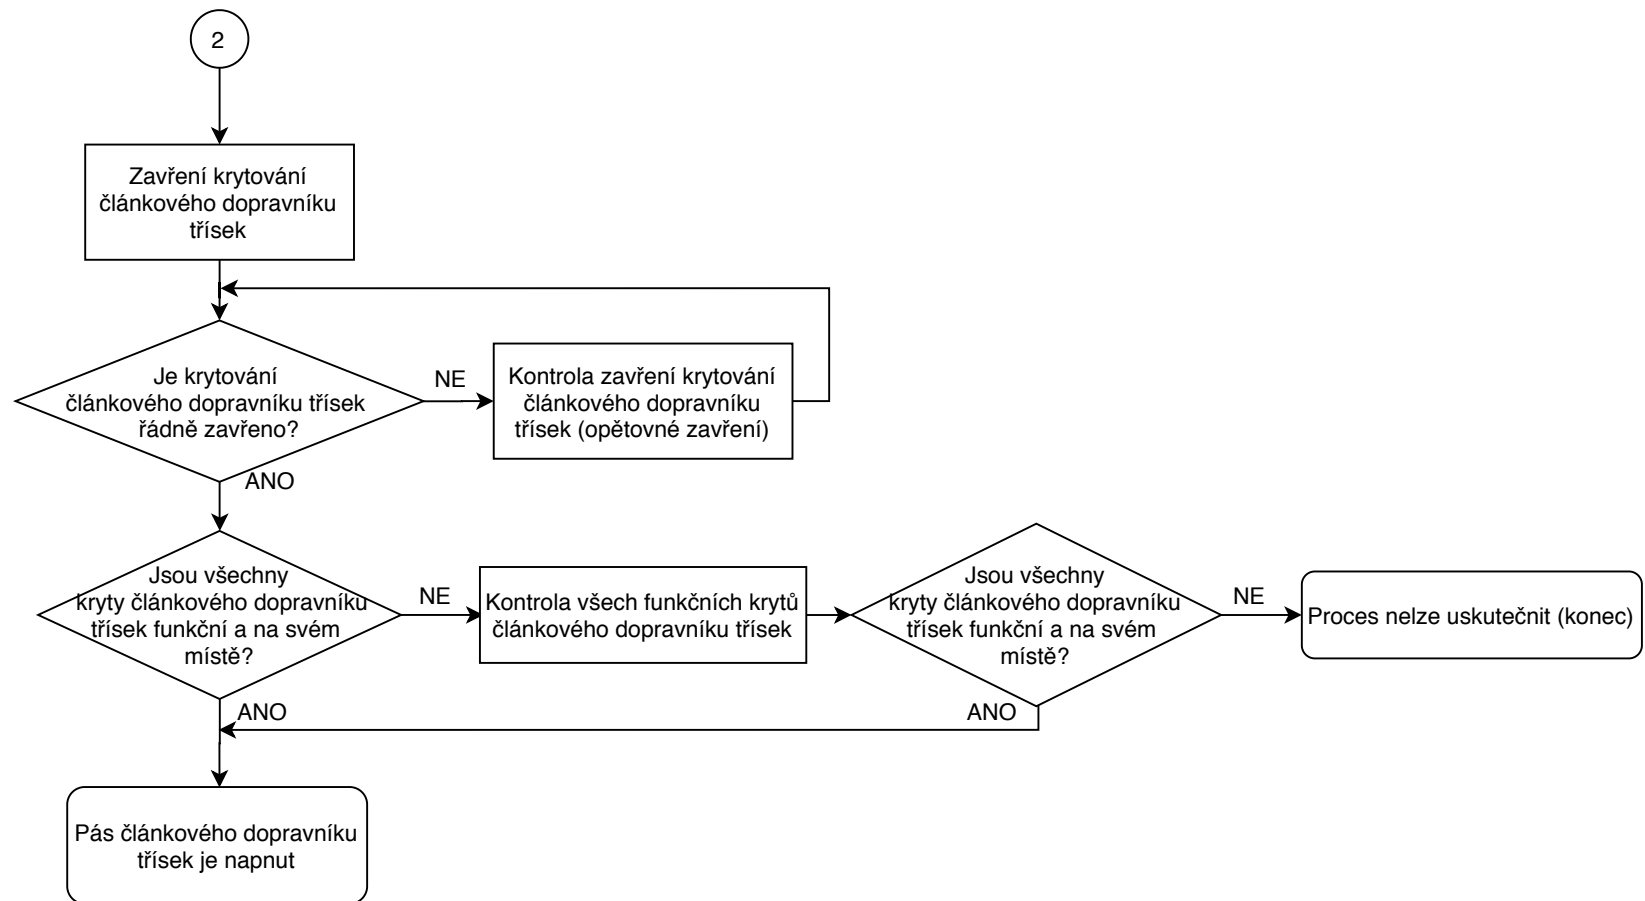 2
Zavření krytování
článkového dopravníku
třísek
Je krytování
článkového dopravníku třísek
řádně zavřeno?
NE
Kontrola zavření krytování
článkového dopravníku
třísek (opětovné zavření)
ANO
Jsou všechny
kryty článkového dopravníku
třísek funkční a na svém
místě?
NE
Kontrola všech funkčních krytů
článkového dopravníku třísek
Jsou všechny
kryty článkového dopravníku
třísek funkční a na svém
místě?
NE
Proces nelze uskutečnit (konec)
ANO
ANO
Pás článkového dopravníku
třísek je napnut